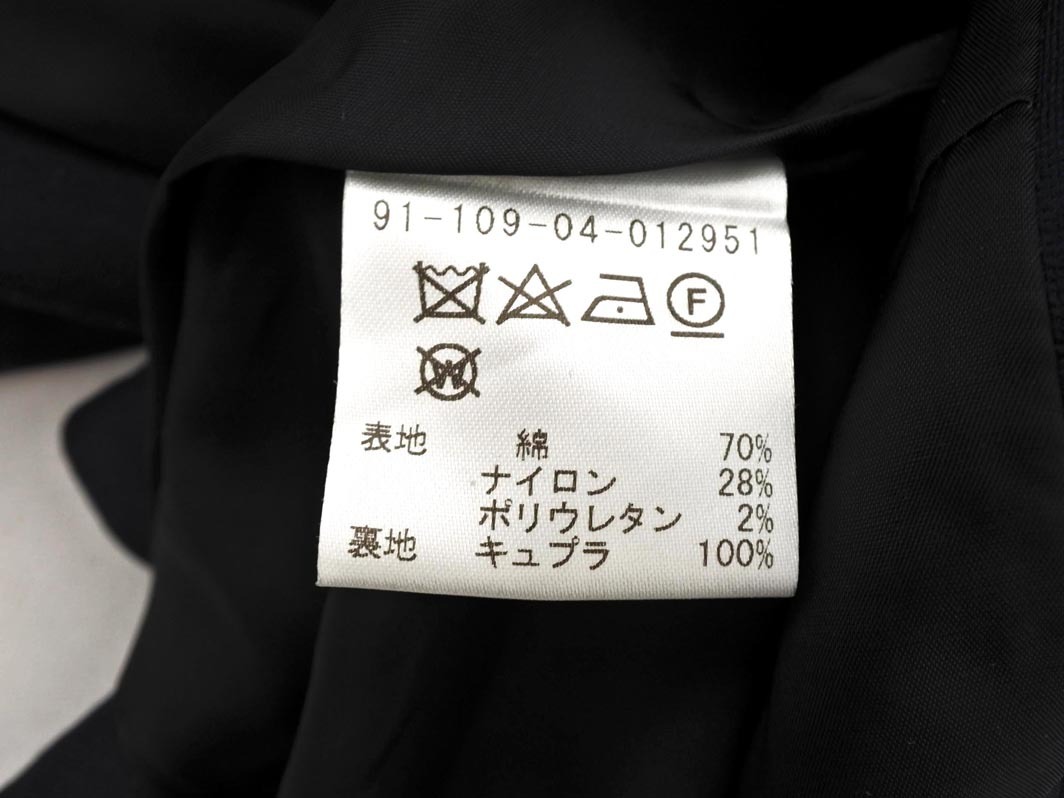 91-109-04-012951
F
W
表地 綿 70%
ナイロン 28%
ポリウレタン 2%
裏地 キュプラ 100%